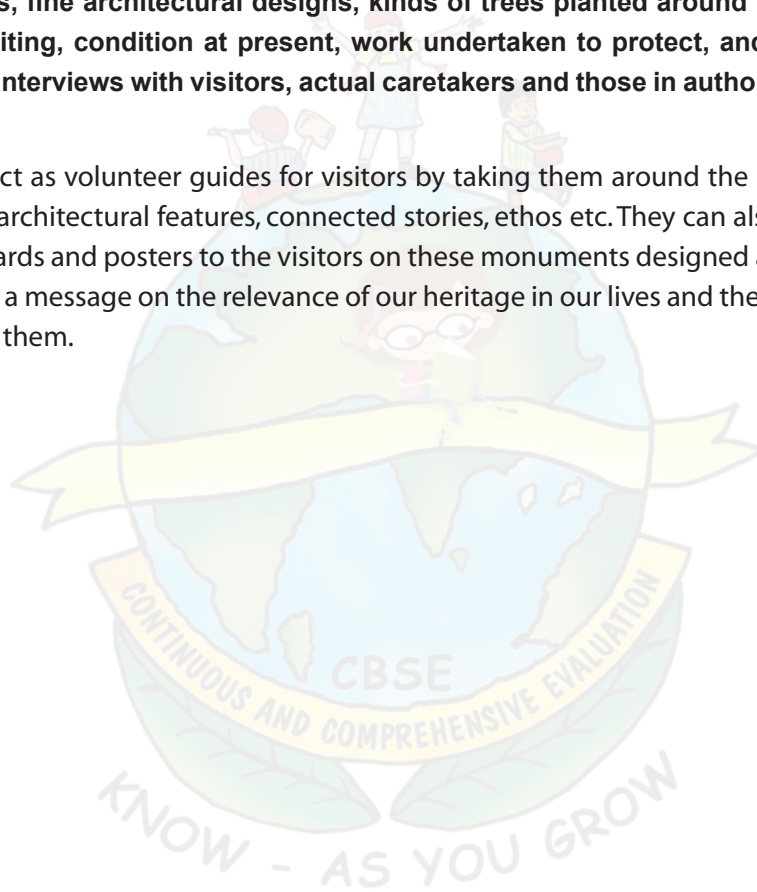 fine architectural designs, kinds of trees planted around
iting, condition at present, work undertaken to protect, and
nterviews with visitors, actual caretakers and those in autho
ct as volunteer guides for visitors by taking them around the
architectural features, connected stories, ethos etc. They can als
ards and posters to the visitors on these monuments designed
a message on the relevance of our heritage in our lives and the
them.
CBSE
CONTINUOUS AND COMPREHENSIVE EVALUATION
KNOW - AS YOU GROW